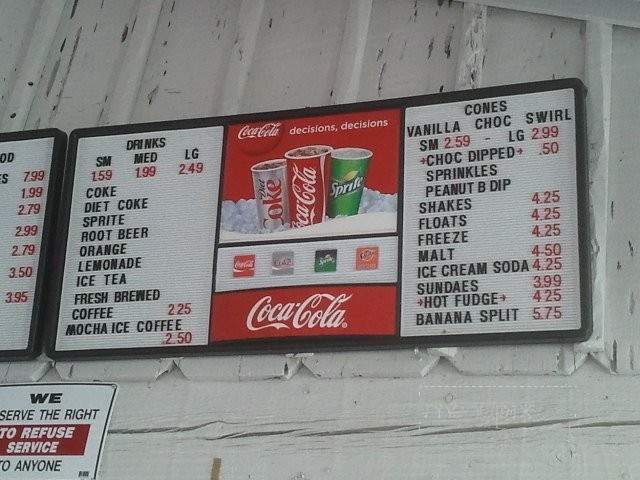 OD
ES 7.99
1.99
2.79
2.99
2.79
3.50
3.95
DRINKS
SM MED LG
1.59 1.99 2.49
COKE
DIET COKE
SPRITE
ROOT BEER
ORANGE
LEMONADE
ICE TEA
FRESH BREWED
COFFEE 2.25
MOCHA ICE COFFEE
2.50
Coca-Cola decisions, decisions.
Diet Coke
Coca-Cola
Sprite
Coca-Cola
Sprite
Coca-Cola
CONES
VANILLA CHOC SWIRL
SM 2.59 - LG 2.99
+CHOC DIPPED+ .50
SPRINKLES
PEANUT B DIP
SHAKES 4.25
FLOATS 4.25
FREEZE 4.25
MALT 4.50
ICE CREAM SODA 4.25
SUNDAES 3.99
+HOT FUDGE+ 4.25
BANANA SPLIT 5.75
WE
SERVE THE RIGHT
TO REFUSE
SERVICE
TO ANYONE